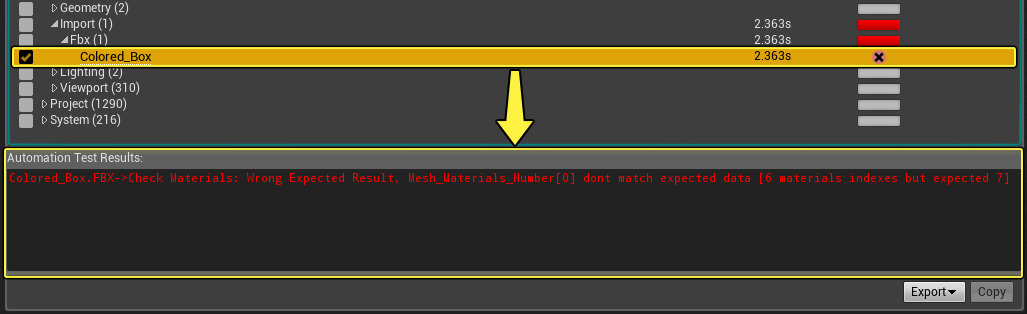 Geometry (2)
Import (1) 2.363s
Fbx (1) 2.363s
Colored_Box 2.363s
Lighting (2)
Viewport (310)
Project (1290)
System (216)
Automation Test Results:
Colored_Box.FBX->Check Materials: Wrong Expected Result, Mesh_Materials_Number[0] dont match expected data [6 materials indexes but expected 7]
Export Copy